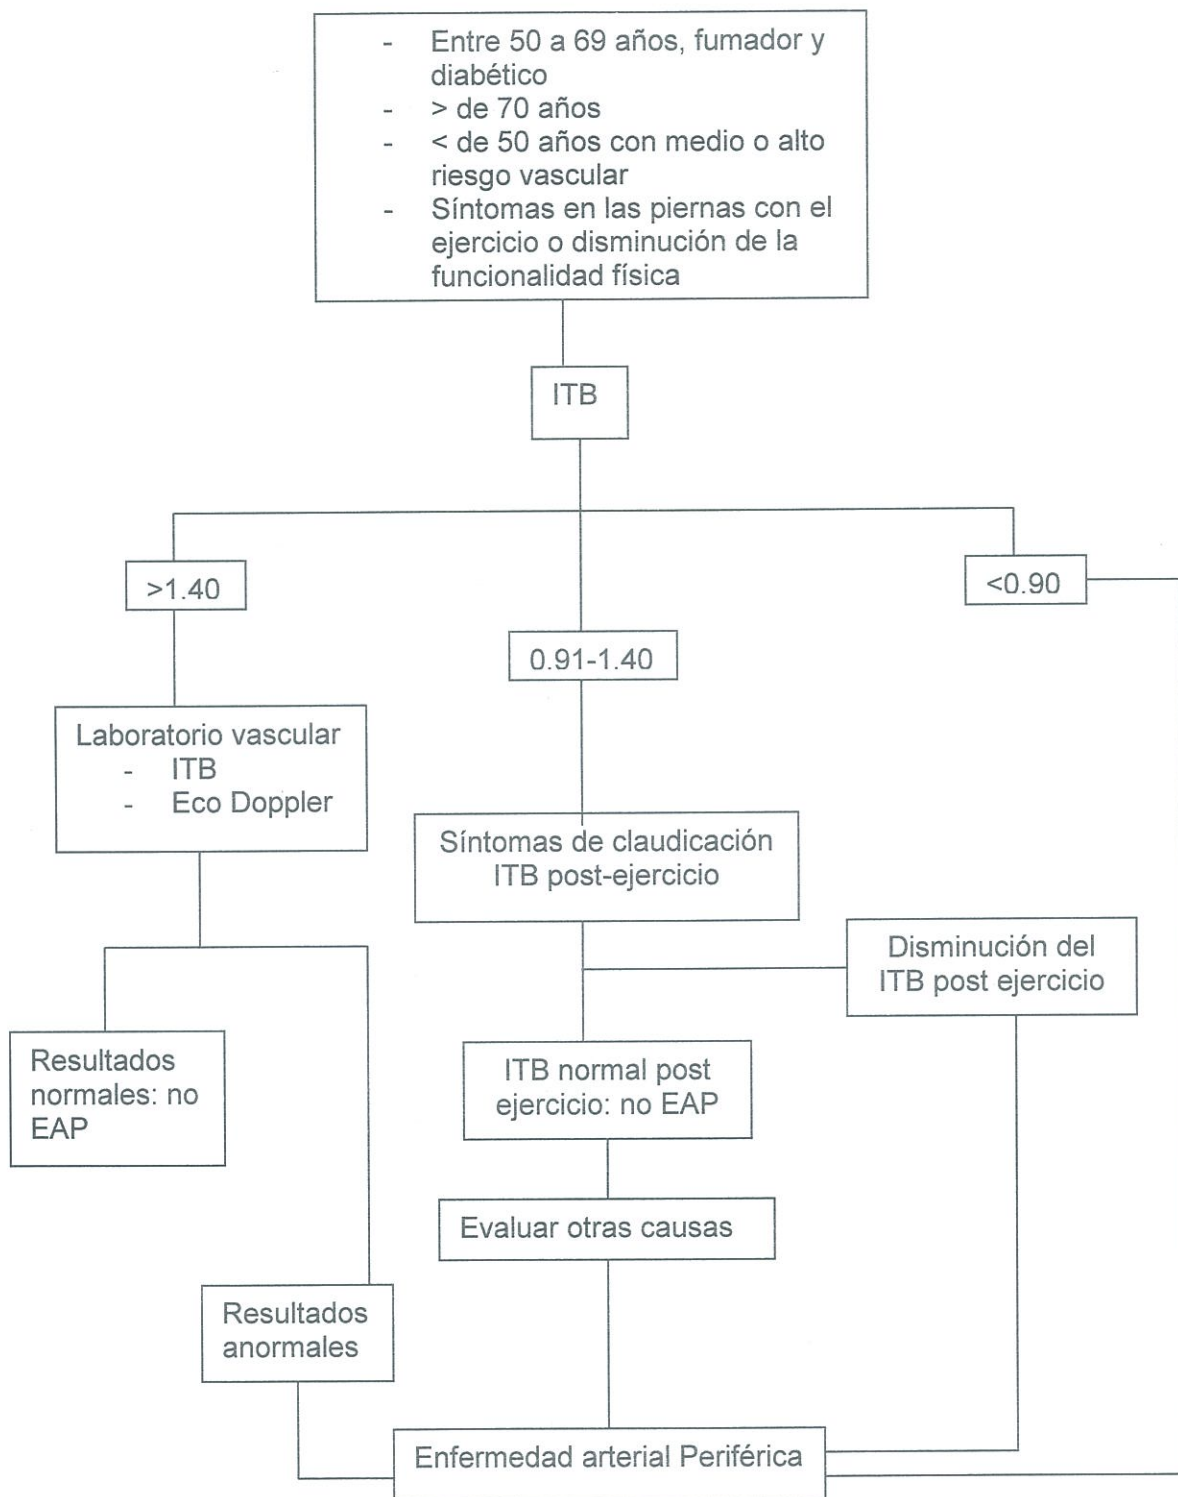 - Entre 50 a 69 años, fumador y
diabético
- > de 70 años
- < de 50 años con medio o alto
riesgo vascular
- Síntomas en las piernas con el
ejercicio o disminución de la
funcionalidad física
ITB
>1.40
<0.90
0.91-1.40
Laboratorio vascular
- ITB
- Eco Doppler
Síntomas de claudicación
ITB post-ejercicio
Disminución del
ITB post ejercicio
Resultados
normales: no
EAP
ITB normal post
ejercicio: no EAP
Evaluar otras causas
Resultados
anormales
Enfermedad arterial Periférica